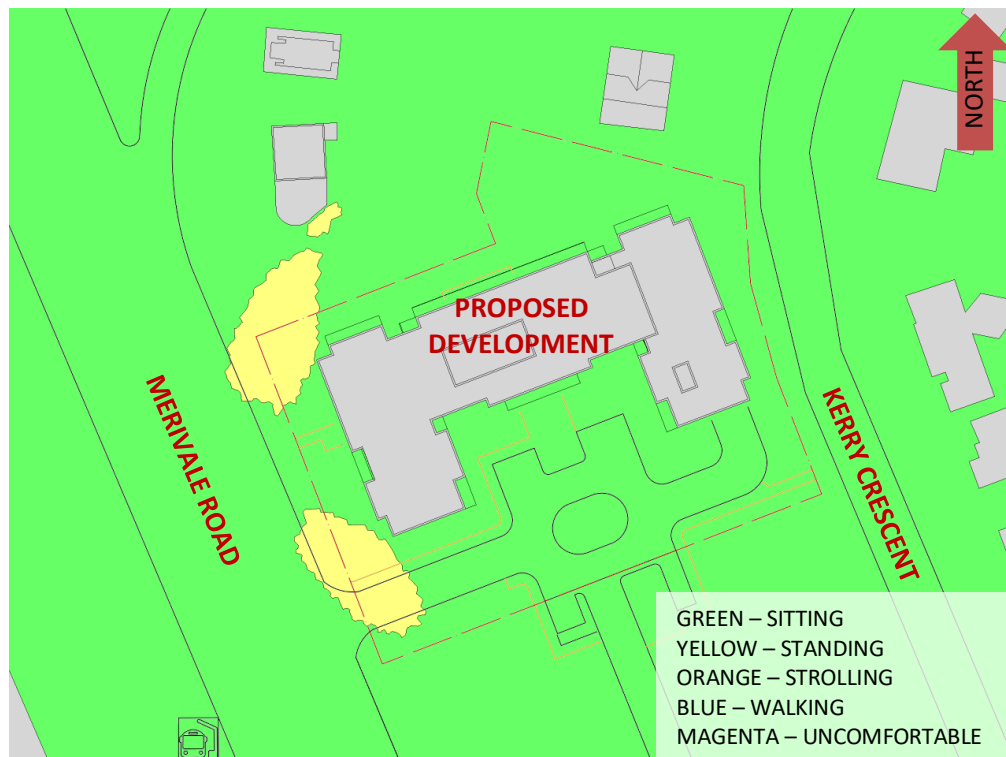 NORTH
PROPOSED
DEVELOPMENT
MERIVALE ROAD
KERRY CRESCENT
GREEN – SITTING
YELLOW – STANDING
ORANGE – STROLLING
BLUE – WALKING
MAGENTA – UNCOMFORTABLE